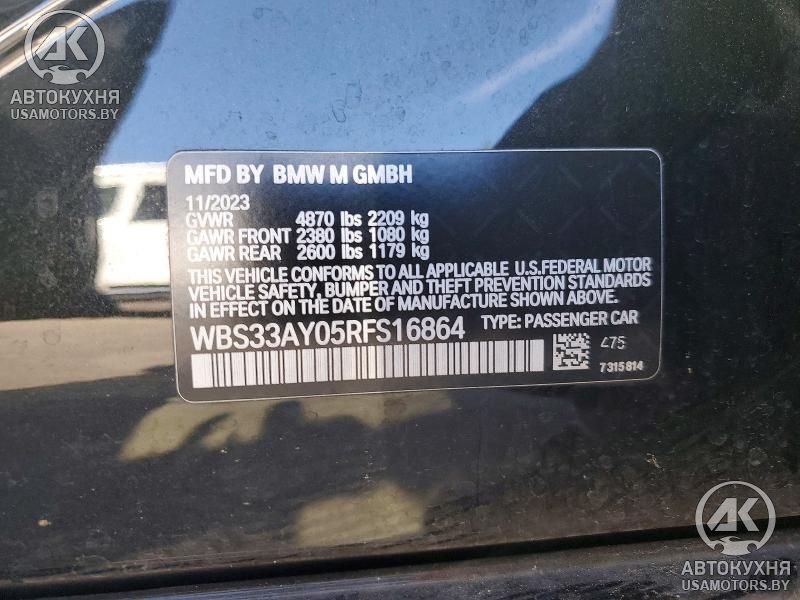 AK
АВТОКУХНЯ
USAMOTORS.BY
MFD BY BMW M GMBH
11/2023
GVWR 4870 lbs 2209 kg
GAWR FRONT 2380 lbs 1080 kg
GAWR REAR 2600 lbs 1179 kg
THIS VEHICLE CONFORMS TO ALL APPLICABLE U.S.FEDERAL MOTOR
VEHICLE SAFETY, BUMPER AND THEFT PREVENTION STANDARDS
IN EFFECT ON THE DATE OF MANUFACTURE SHOWN ABOVE.
WBS33AY05RFS16864 TYPE: PASSENGER CAR
475
7315814
AK
АВТОКУХНЯ
USAMOTORS.BY